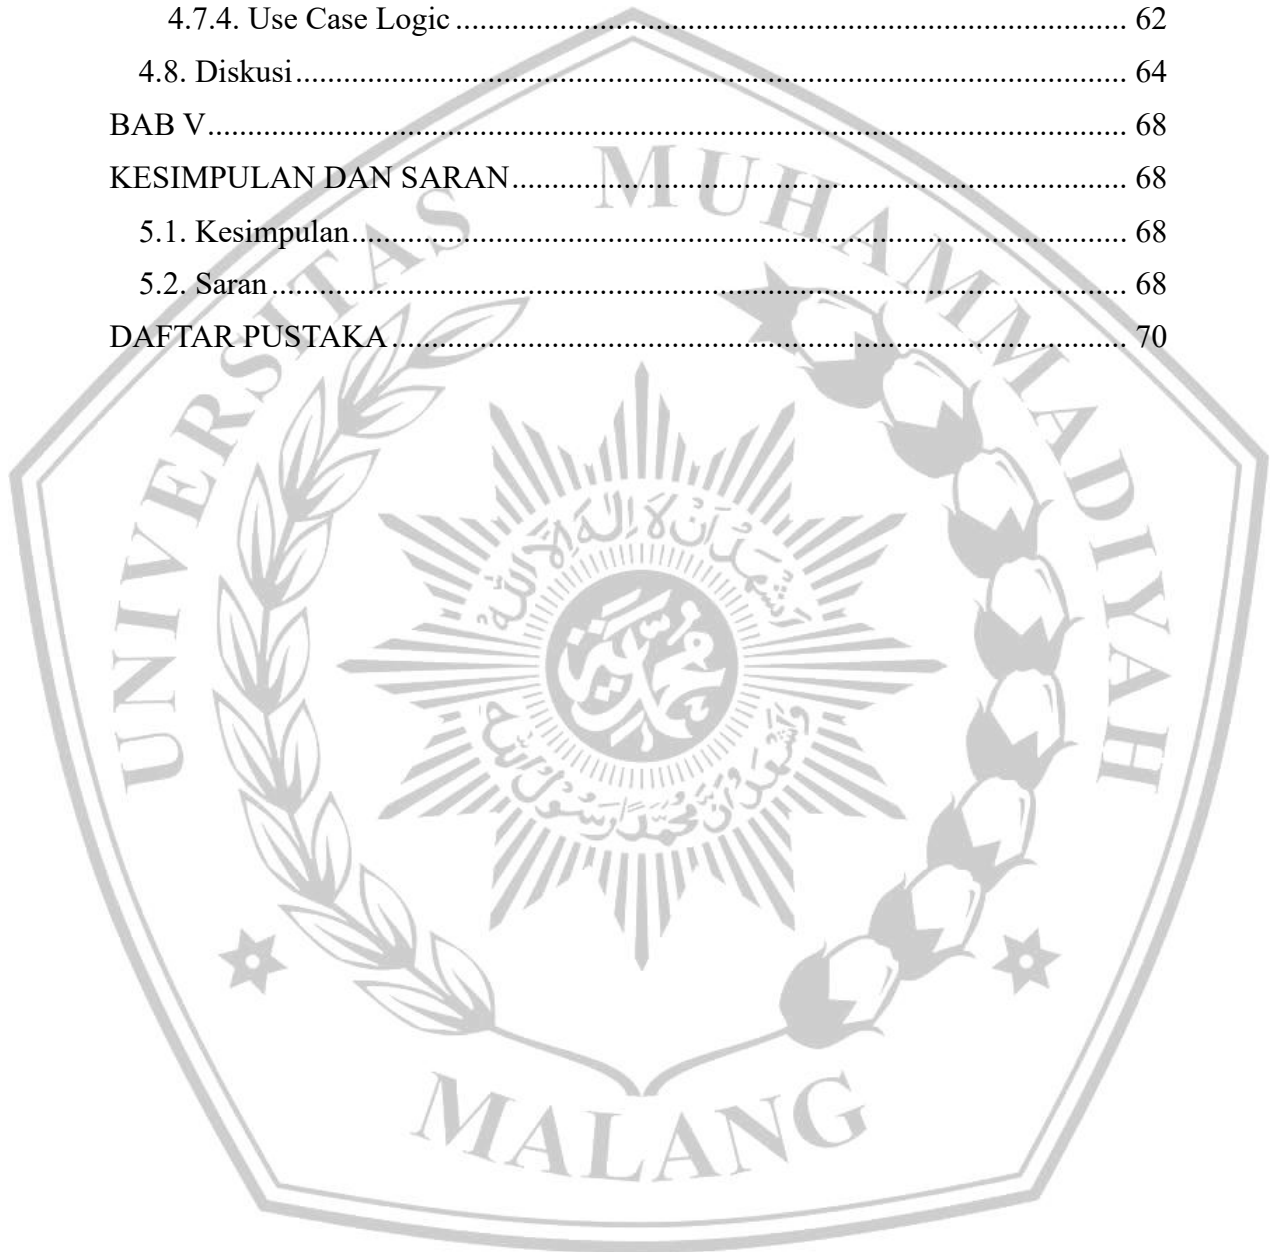 4.7.4. Use Case Logic ........................................ 62
4.8. Diskusi ........................................ 64
BAB V ........................................ 68
KESIMPULAN DAN SARAN ........................................ 68
5.1. Kesimpulan ........................................ 68
5.2. Saran ........................................ 68
DAFTAR PUSTAKA ........................................ 70
UNIVERSITAS MUHAMMADIYAH
MALANG